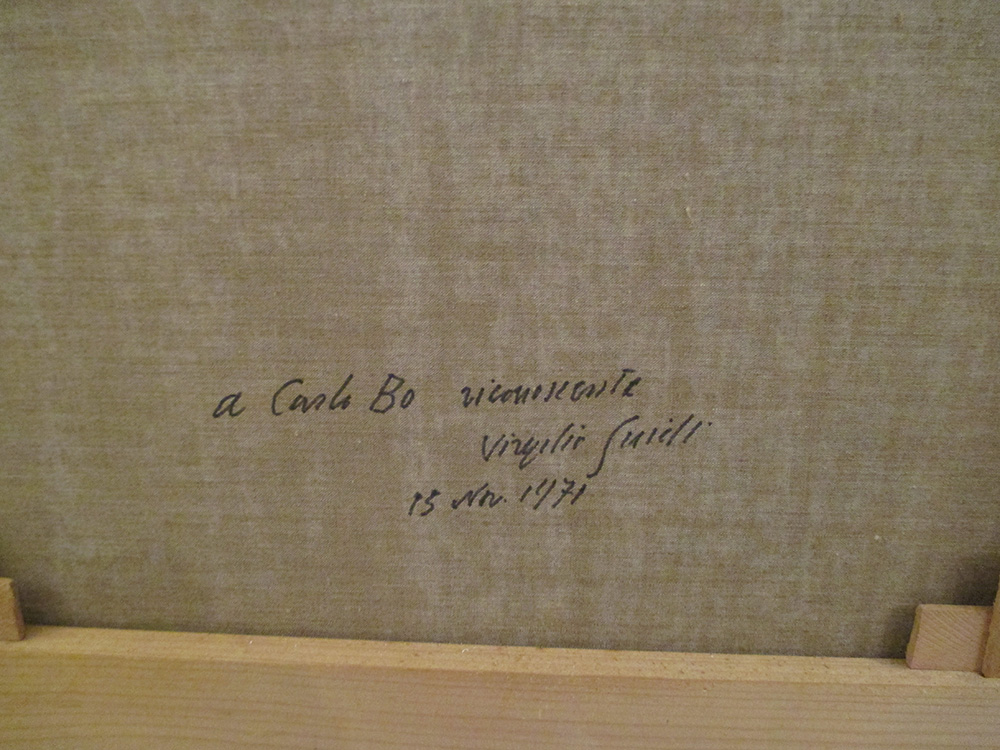 a Carlo Bo riconoscente
Virgilio Guidi
15 Nov. 1971